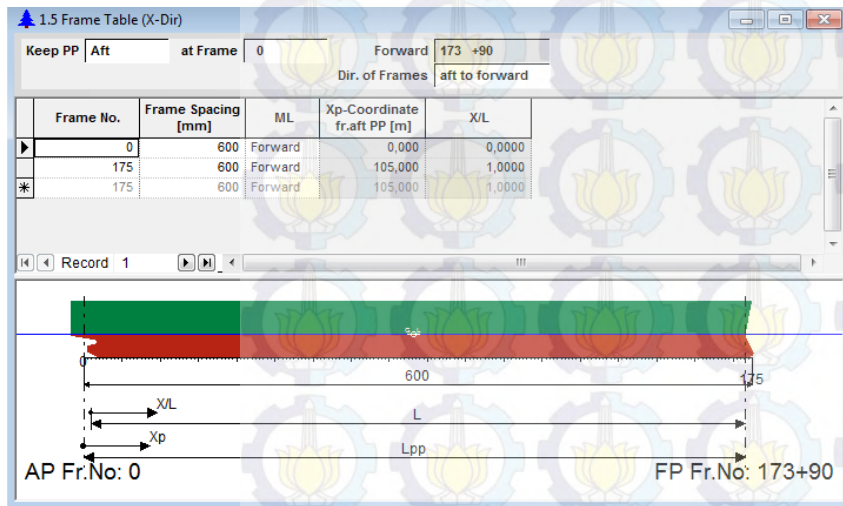 1.5 Frame Table (X-Dir)
Keep PP Aft at Frame 0 Forward 173 +90
Dir. of Frames aft to forward
Frame No. Frame Spacing [mm] ML Xp-Coordinate fr.aft PP [m] X/L
0 600 Forward 0,000 0,0000
175 600 Forward 105,000 1,0000
175 600 Forward 105,000 1,0000
Record 1
0
600
175
X/L
L
Xp
Lpp
AP Fr.No: 0 FP Fr.No: 173+90